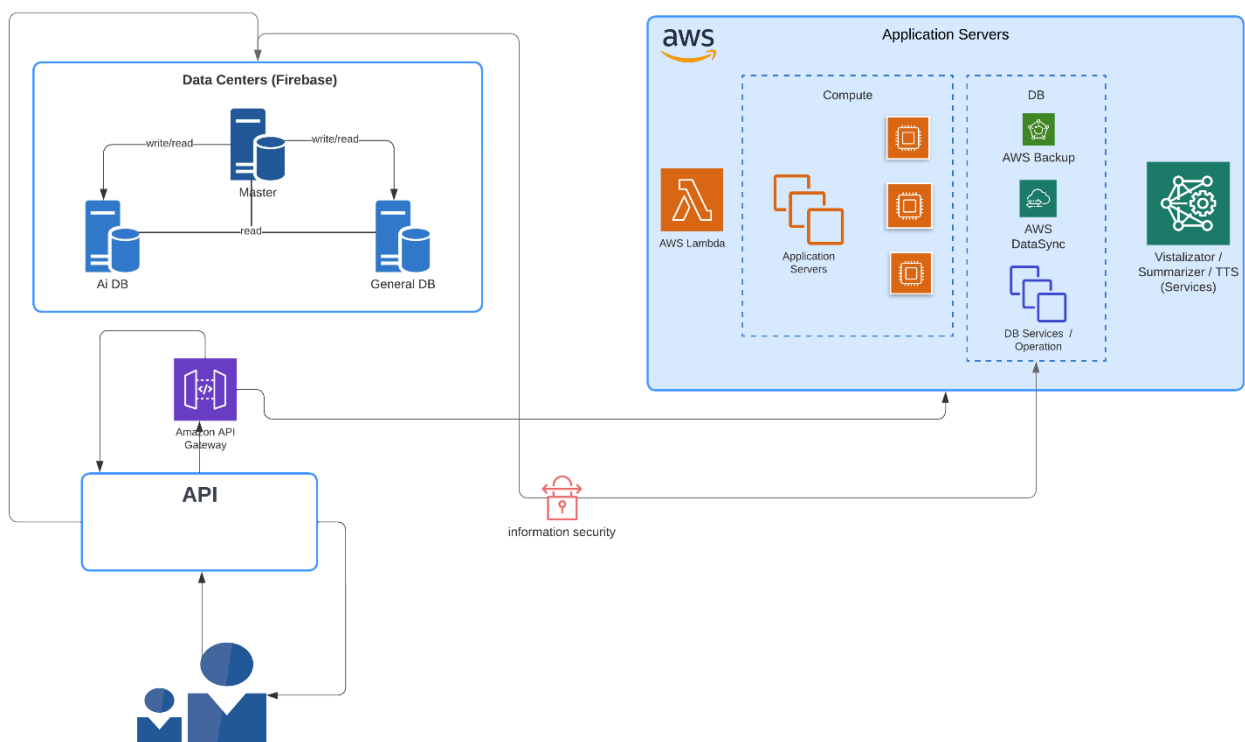 Data Centers (Firebase)
write/read
write/read
Master
read
Ai DB
General DB
aws
Application Servers
Compute
DB
AWS Lambda
Application
Servers
AWS Backup
AWS
DataSync
DB Services /
Operation
Vistalizator /
Summarizer / TTS
(Services)
Amazon API
Gateway
API
information security